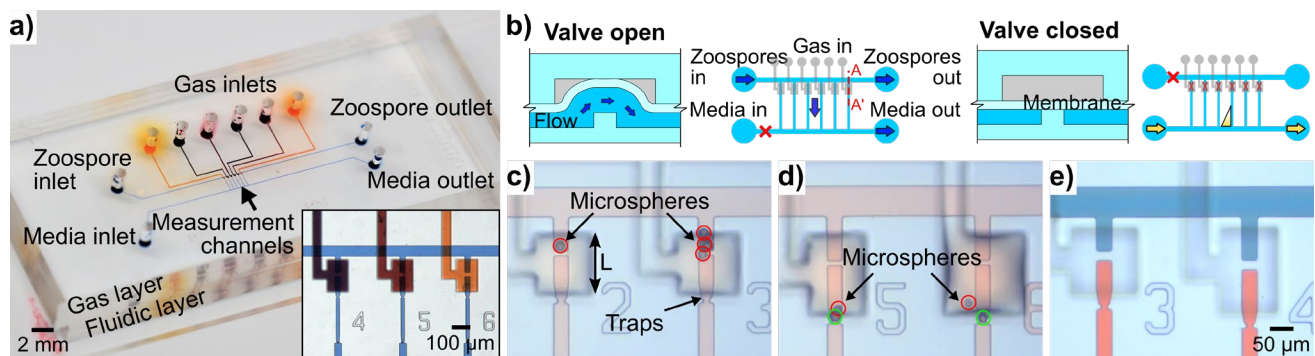 a)
Gas inlets
Zoospore outlet
Zoospore
inlet
Media outlet
Measurement
channels
Media inlet
Gas layer
Fluidic layer
2 mm
4
5
6
100 µm
b)
Valve open
Flow
Zoospores
in
Gas in
Zoospores
out
A
A'
Media in
Media out
Valve closed
Membrane
c)
Microspheres
L
Traps
2
3
d)
Microspheres
5
6
e)
3
4
50 µm